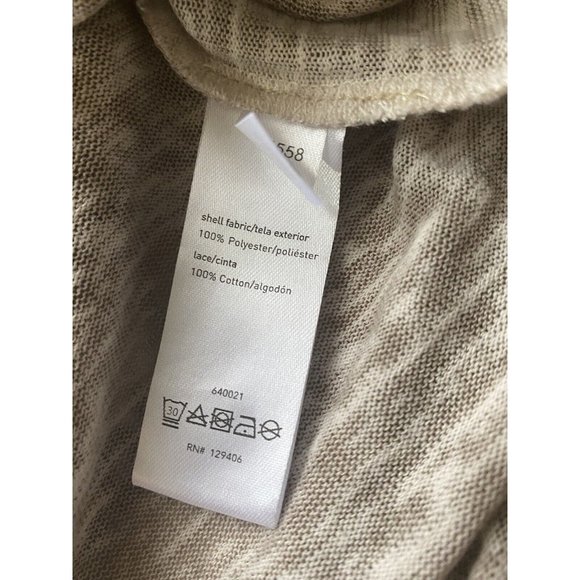 558
shell fabric/tela exterior
100% Polyester/poliéster
lace/cinta
100% Cotton/algodón
640021
30
RN# 129406